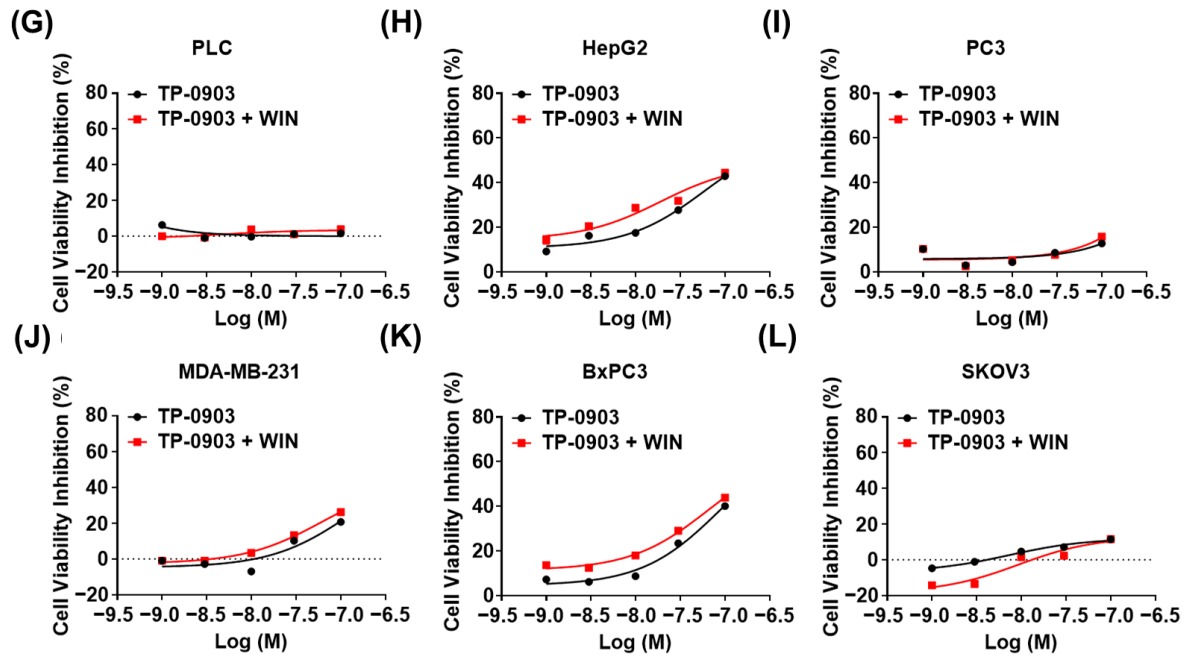 (G)
PLC
Cell Viability Inhibition (%)
TP-0903
TP-0903 + WIN
80
60
40
20
0
−20
−9.5 −9.0 −8.5 −8.0 −7.5 −7.0 −6.5
Log (M)
(H)
HepG2
Cell Viability Inhibition (%)
TP-0903
TP-0903 + WIN
80
60
40
20
0
−9.5 −9.0 −8.5 −8.0 −7.5 −7.0 −6.5
Log (M)
(I)
PC3
Cell Viability Inhibition (%)
TP-0903
TP-0903 + WIN
80
60
40
20
0
−9.5 −9.0 −8.5 −8.0 −7.5 −7.0 −6.5
Log (M)
(J)
MDA-MB-231
Cell Viability Inhibition (%)
TP-0903
TP-0903 + WIN
80
60
40
20
0
−20
−9.5 −9.0 −8.5 −8.0 −7.5 −7.0 −6.5
Log (M)
(K)
BxPC3
Cell Viability Inhibition (%)
TP-0903
TP-0903 + WIN
80
60
40
20
0
−9.5 −9.0 −8.5 −8.0 −7.5 −7.0 −6.5
Log (M)
(L)
SKOV3
Cell Viability Inhibition (%)
TP-0903
TP-0903 + WIN
80
60
40
20
0
−20
−9.5 −9.0 −8.5 −8.0 −7.5 −7.0 −6.5
Log (M)